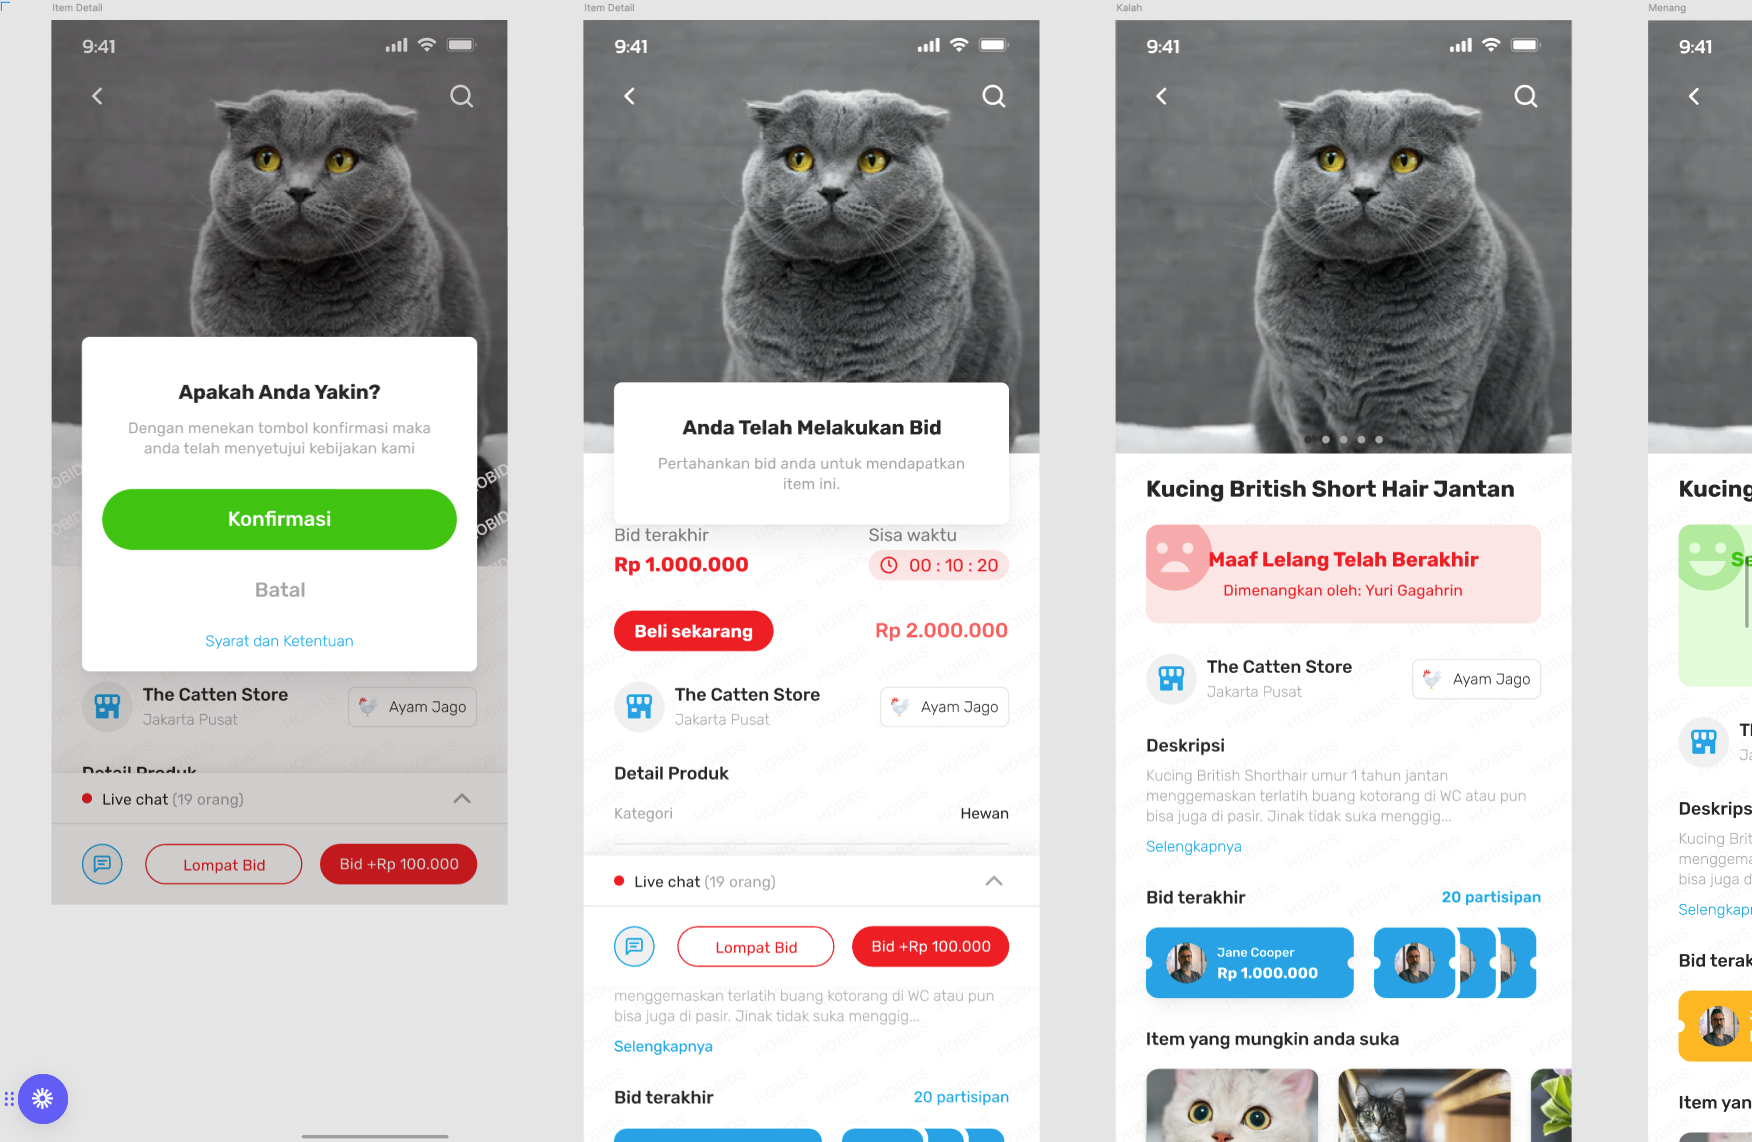 Item Detail
9:41
Apakah Anda Yakin?
Dengan menekan tombol konfirmasi maka
anda telah menyetujui kebijakan kami
Konfirmasi
Batal
Syarat dan Ketentuan
The Catten Store
Jakarta Pusat
Ayam Jago
Detail Produk
Live chat (19 orang)
Lompat Bid
Bid +Rp 100.000
Item Detail
9:41
Anda Telah Melakukan Bid
Pertahankan bid anda untuk mendapatkan
item ini.
Bid terakhir
Sisa waktu
Rp 1.000.000
00 : 10 : 20
Beli sekarang
Rp 2.000.000
The Catten Store
Jakarta Pusat
Ayam Jago
Detail Produk
Kategori
Hewan
Live chat (19 orang)
Lompat Bid
Bid +Rp 100.000
menggemaskan terlatih buang kotorang di WC atau pun
bisa juga di pasir. Jinak tidak suka menggig...
Selengkapnya
Bid terakhir
20 partisipan
Kalah
9:41
Kucing British Short Hair Jantan
Maaf Lelang Telah Berakhir
Dimenangkan oleh: Yuri Gagahrin
The Catten Store
Jakarta Pusat
Ayam Jago
Deskripsi
Kucing British Shorthair umur 1 tahun jantan
menggemaskan terlatih buang kotorang di WC atau pun
bisa juga di pasir. Jinak tidak suka menggig...
Selengkapnya
Bid terakhir
20 partisipan
Jane Cooper
Rp 1.000.000
Item yang mungkin anda suka
Menang
9:41
Kucing
Deskrips
Kucing Brit
menggema
bisa juga d
Selengkap
Bid terak
Item yan
HOBIDS